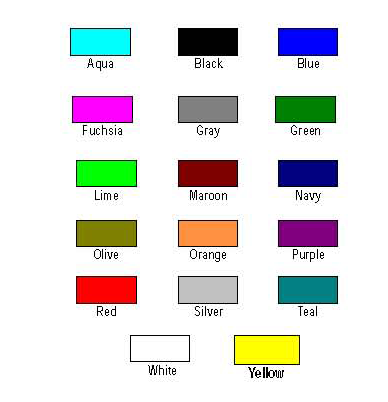 Aqua Black Blue
Fuchsia Gray Green
Lime Maroon Navy
Olive Orange Purple
Red Silver Teal
White Yellow